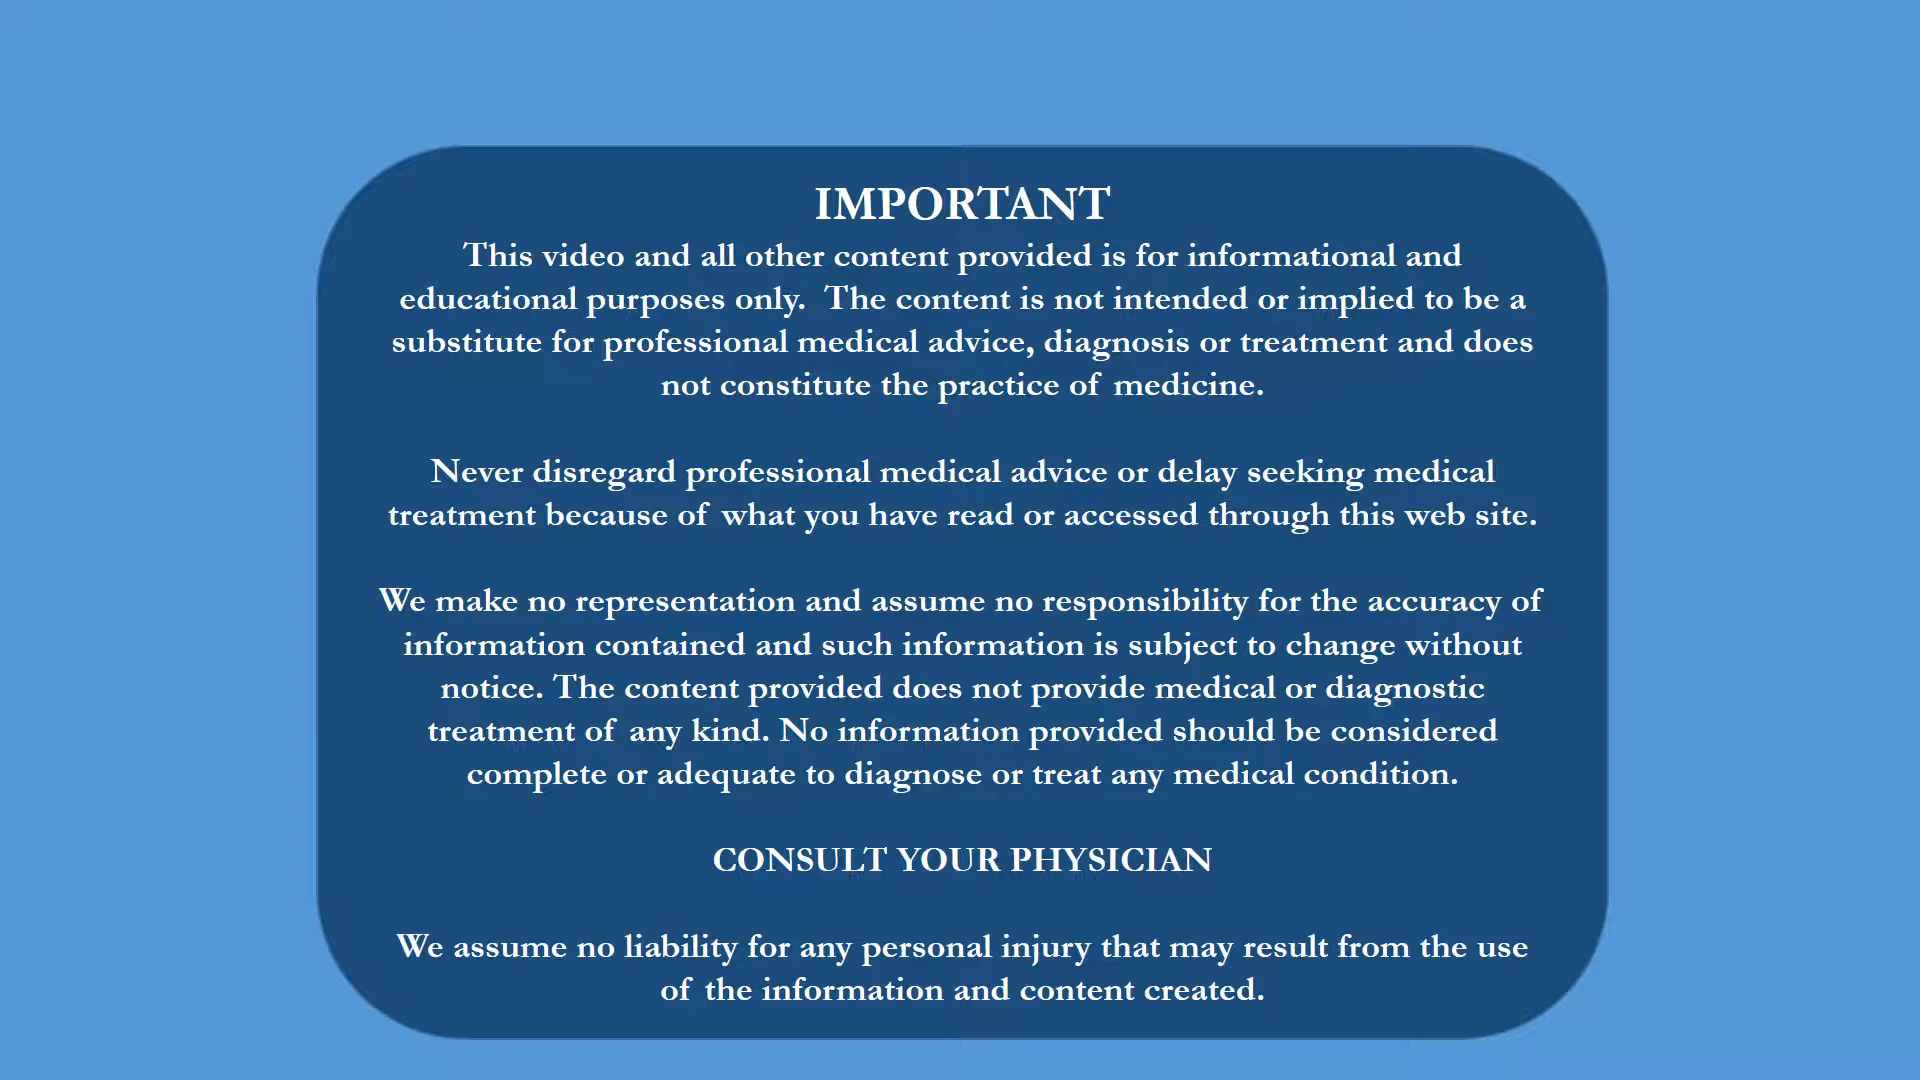 IMPORTANT
This video and all other content provided is for informational and
educational purposes only.  The content is not intended or implied to be a
substitute for professional medical advice, diagnosis or treatment and does
not constitute the practice of medicine.
Never disregard professional medical advice or delay seeking medical
treatment because of what you have read or accessed through this web site.
We make no representation and assume no responsibility for the accuracy of
information contained and such information is subject to change without
notice. The content provided does not provide medical or diagnostic
treatment of any kind. No information provided should be considered
complete or adequate to diagnose or treat any medical condition.
CONSULT YOUR PHYSICIAN
We assume no liability for any personal injury that may result from the use
of the information and content created.